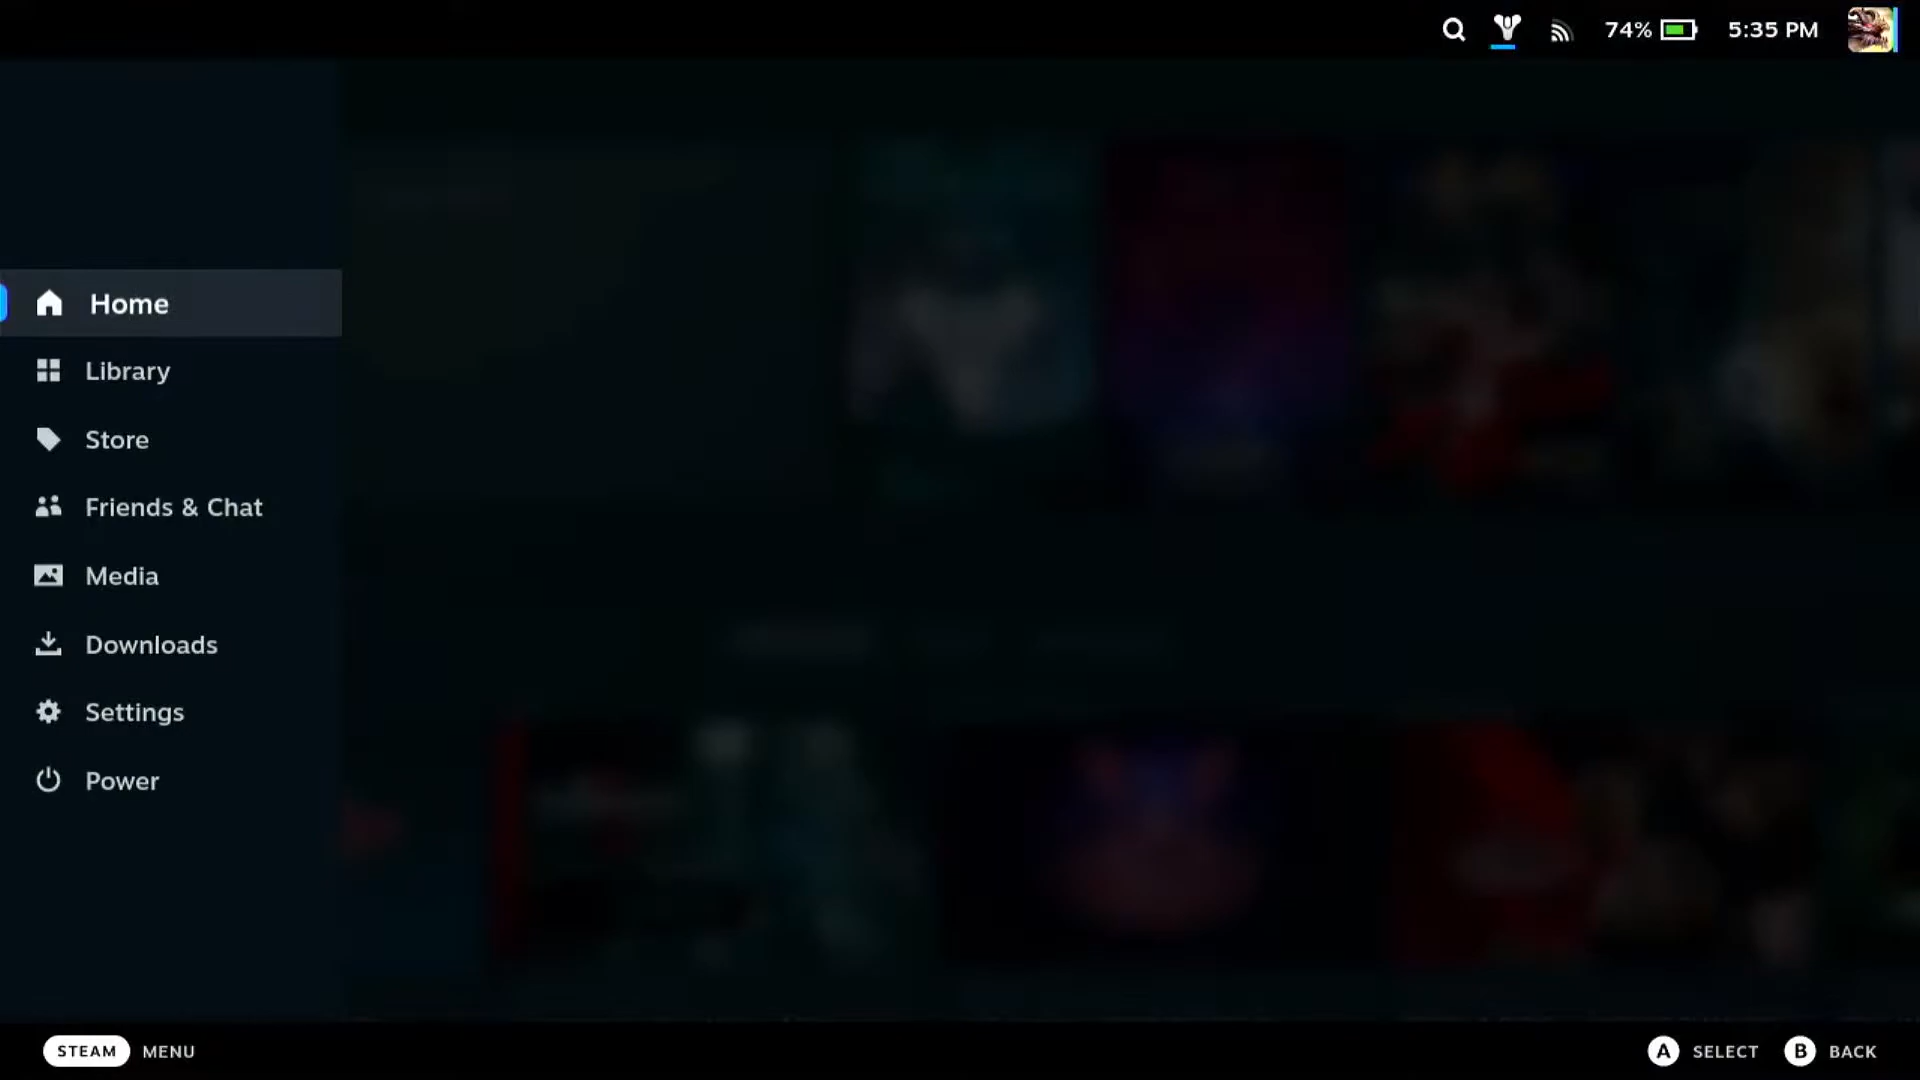 74% 5:35 PM
Home
Library
Store
Friends & Chat
Media
Downloads
Settings
Power
STEAM MENU
A SELECT B BACK